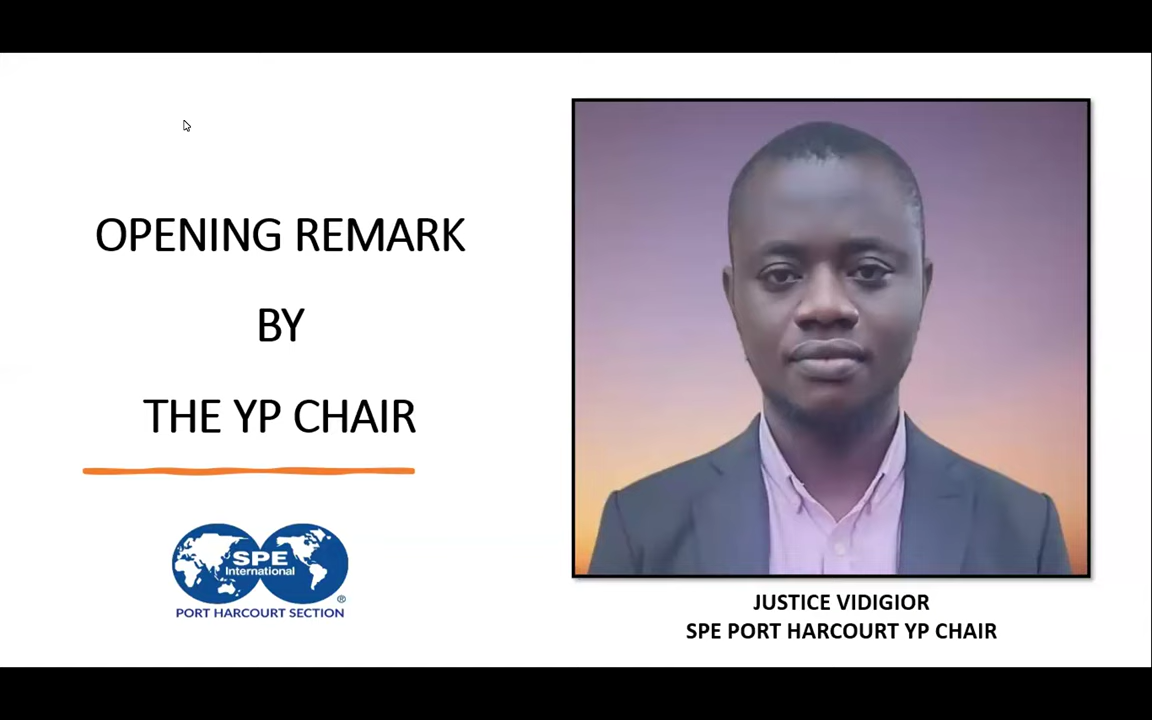 OPENING REMARK
BY
THE YP CHAIR
SPE
International
®
PORT HARCOURT SECTION
JUSTICE VIDIGIOR
SPE PORT HARCOURT YP CHAIR